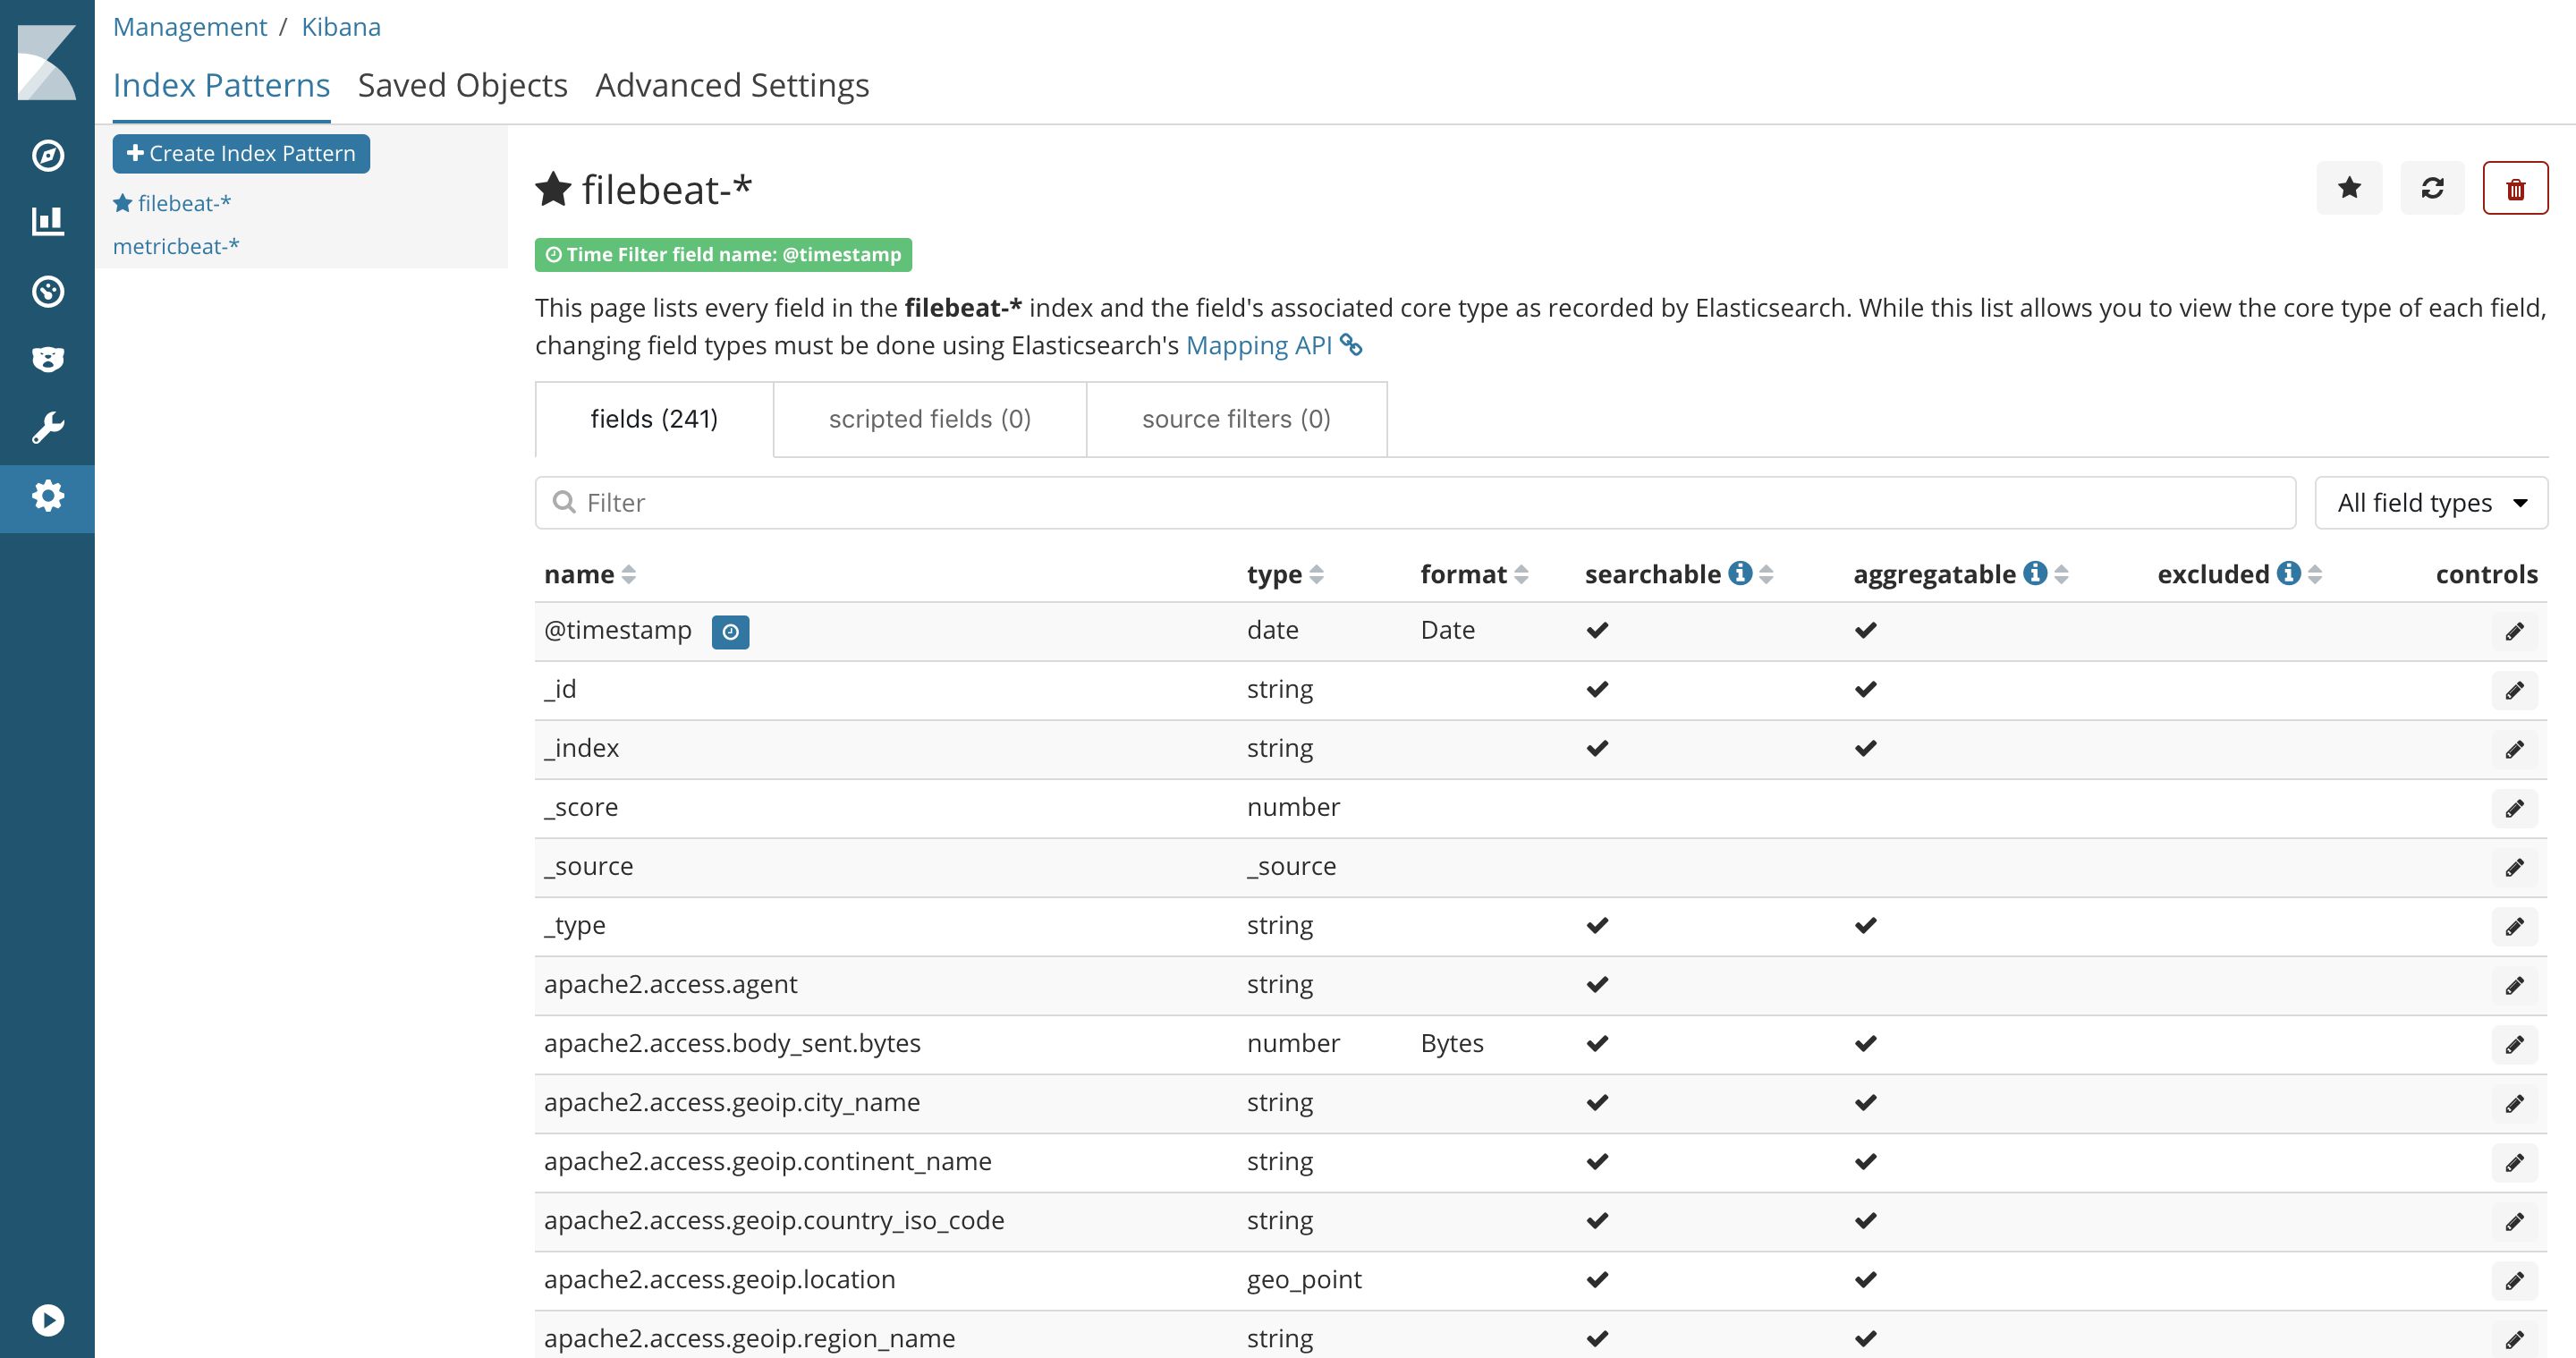 Management / Kibana
Index Patterns Saved Objects Advanced Settings
Create Index Pattern
filebeat-*
metricbeat-*
filebeat-*
Time Filter field name: @timestamp
This page lists every field in the filebeat-* index and the field's associated core type as recorded by Elasticsearch. While this list allows you to view the core type of each field,
changing field types must be done using Elasticsearch's Mapping API
fields (241) scripted fields (0) source filters (0)
Filter All field types
name type format searchable aggregatable excluded controls
@timestamp date Date
_id string
_index string
_score number
_source _source
_type string
apache2.access.agent string
apache2.access.body_sent.bytes number Bytes
apache2.access.geoip.city_name string
apache2.access.geoip.continent_name string
apache2.access.geoip.country_iso_code string
apache2.access.geoip.location geo_point
apache2.access.geoip.region_name string